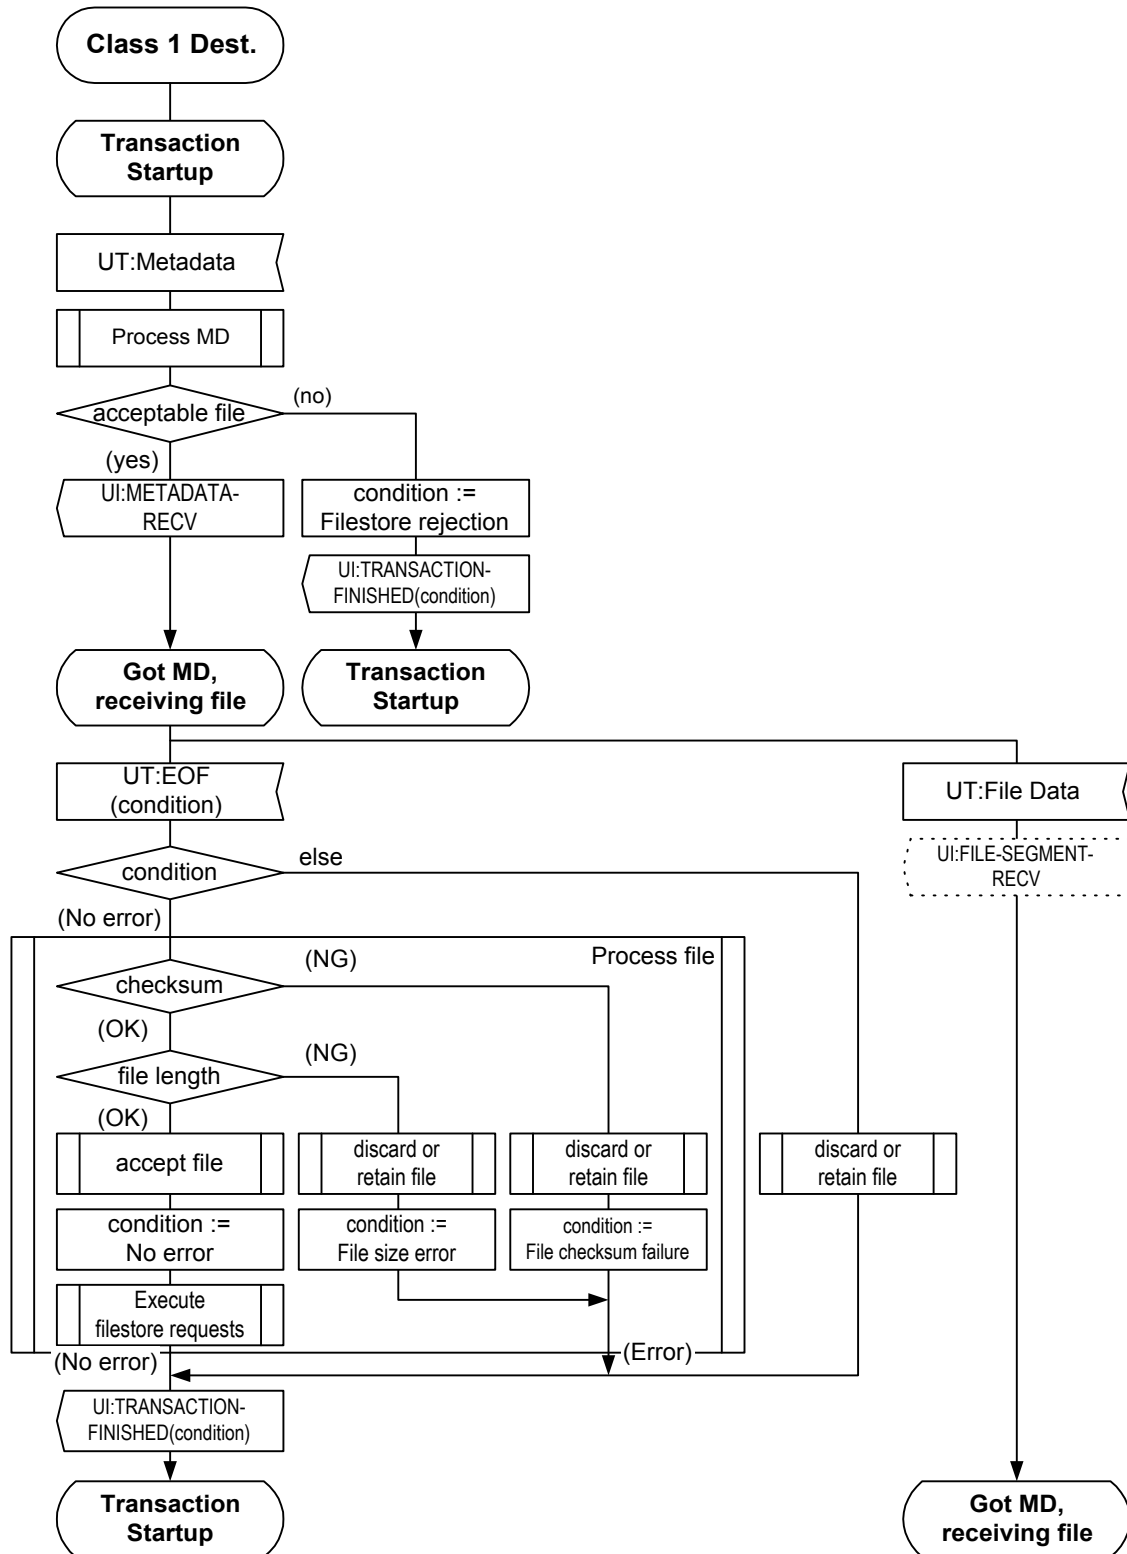 Class 1 Dest.
Transaction
Startup
UT:Metadata
Process MD
acceptable file
(no)
(yes)
UI:METADATA-
RECV
condition :=
Filestore rejection
UI:TRANSACTION-
FINISHED(condition)
Got MD,
receiving file
Transaction
Startup
UT:EOF
(condition)
UT:File Data
condition
else
UI:FILE-SEGMENT-
RECV
(No error)
Process file
checksum
(NG)
(OK)
file length
(NG)
(OK)
accept file
discard or
retain file
discard or
retain file
discard or
retain file
condition :=
No error
condition :=
File size error
condition :=
File checksum failure
Execute
filestore requests
(No error)
(Error)
UI:TRANSACTION-
FINISHED(condition)
Transaction
Startup
Got MD,
receiving file